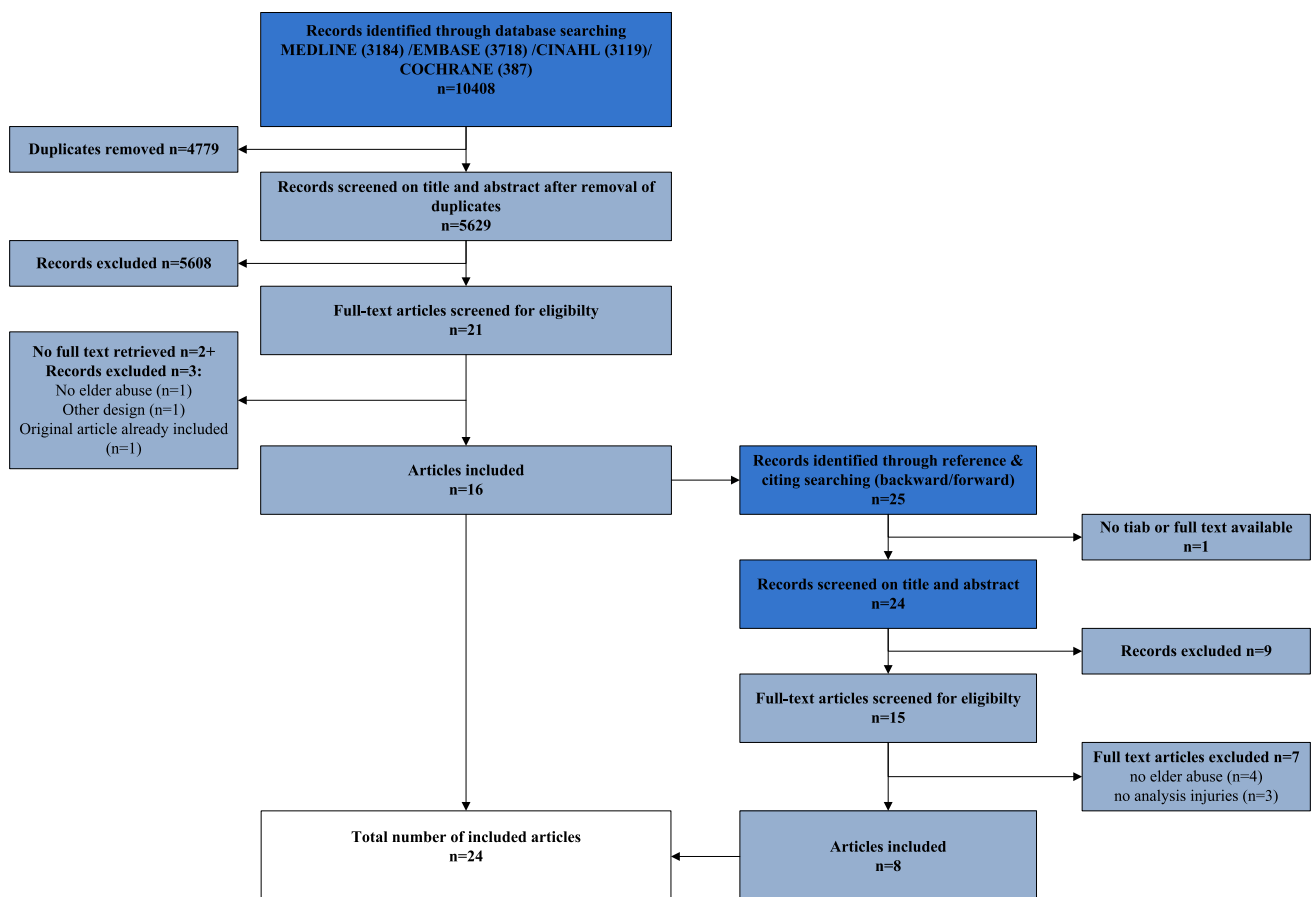 Records identified through database searching
MEDLINE (3184) /EMBASE (3718) /CINAHL (3119)/
COCHRANE (387)
n=10408
Duplicates removed n=4779
Records screened on title and abstract after removal of
duplicates
n=5629
Records excluded n=5608
Full-text articles screened for eligibilty
n=21
No full text retrieved n=2+
Records excluded n=3:
No elder abuse (n=1)
Other design (n=1)
Original article already included
(n=1)
Articles included
n=16
Records identified through reference &
citing searching (backward/forward)
n=25
No tiab or full text available
n=1
Records screened on title and abstract
n=24
Records excluded n=9
Full-text articles screened for eligibilty
n=15
Full text articles excluded n=7
no elder abuse (n=4)
no analysis injuries (n=3)
Total number of included articles
n=24
Articles included
n=8